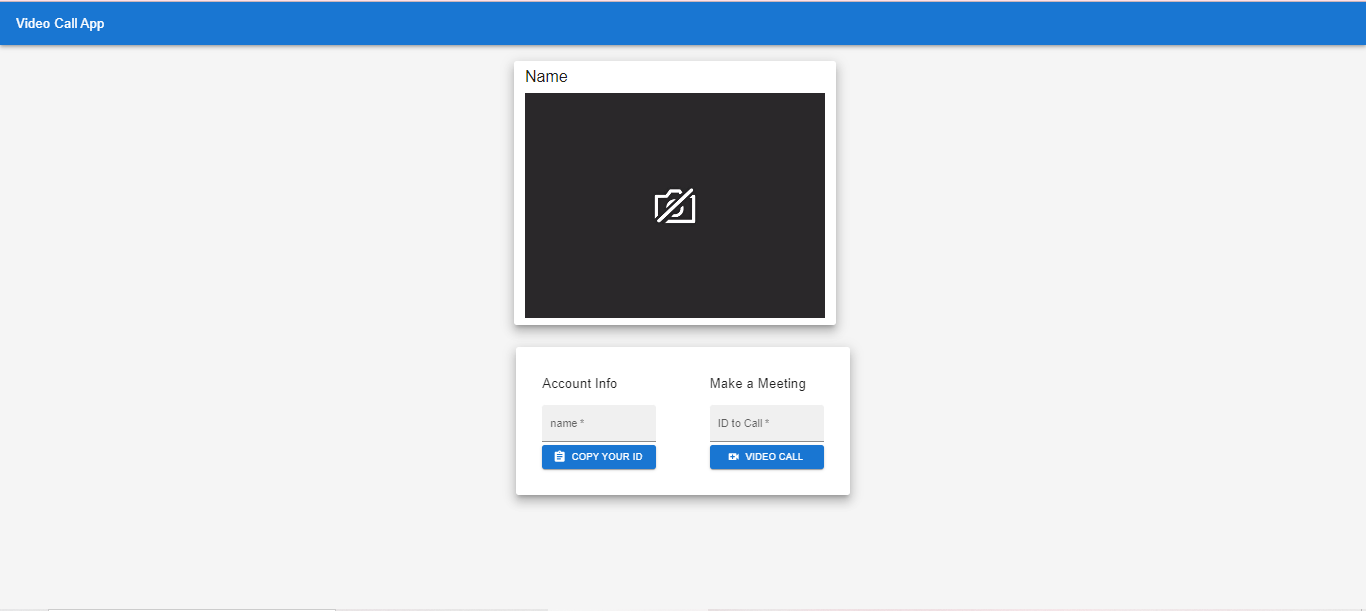 Video Call App
Name
Account Info
name *
COPY YOUR ID
Make a Meeting
ID to Call *
VIDEO CALL